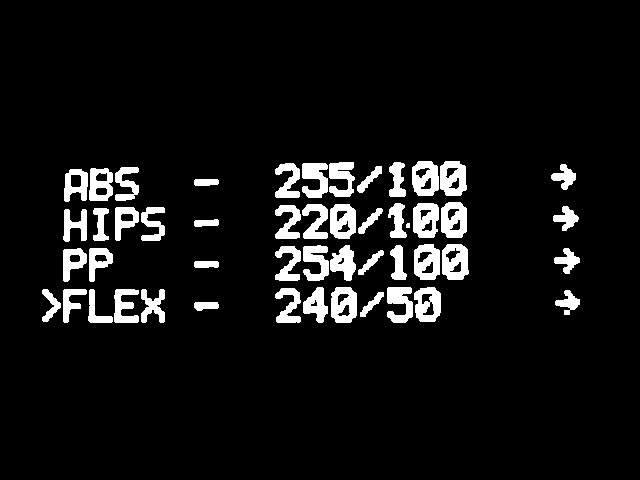 ABS - 255/100 →
HIPS - 220/100 →
PP - 254/100 →
>FLEX - 240/50 →